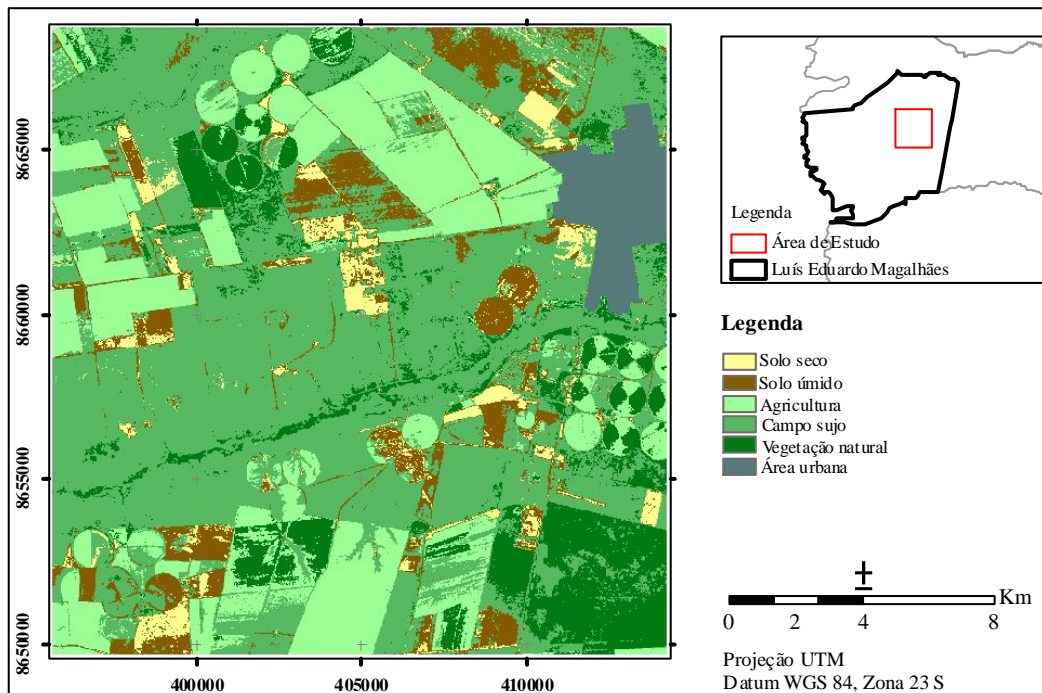 8665000
8660000
8655000
8650000
400000
405000
410000
Legenda
Área de Estudo
Luís Eduardo Magalhães
Legenda
Solo seco
Solo úmido
Agricultura
Campo sujo
Vegetação natural
Área urbana
±
Km
0 2 4 8
Projeção UTM
Datum WGS 84, Zona 23 S